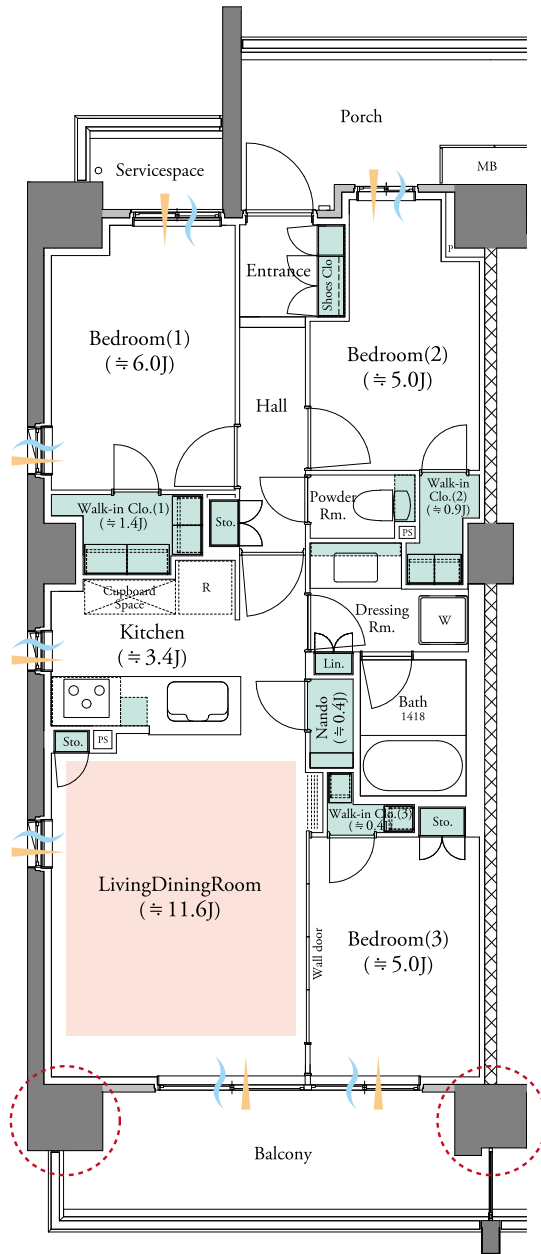 Porch
MB
Servicespace
P
Entrance
Shoes Clo
Bedroom(1)
(≒6.0J)
Bedroom(2)
(≒5.0J)
Hall
Walk-in Clo.(1)
(≒1.4J)
Sto.
Powder
Rm.
PS
Walk-in
Clo.(2)
(≒0.9J)
Cupboard
Space
R
Kitchen
(≒3.4J)
Dressing
Rm.
W
Lin.
Nando
(≒0.4J)
Bath
1418
Sto.
PS
Walk-in Clo.(3)
(≒0.4J)
Sto.
LivingDiningRoom
(≒11.6J)
Wall door
Bedroom(3)
(≒5.0J)
Balcony